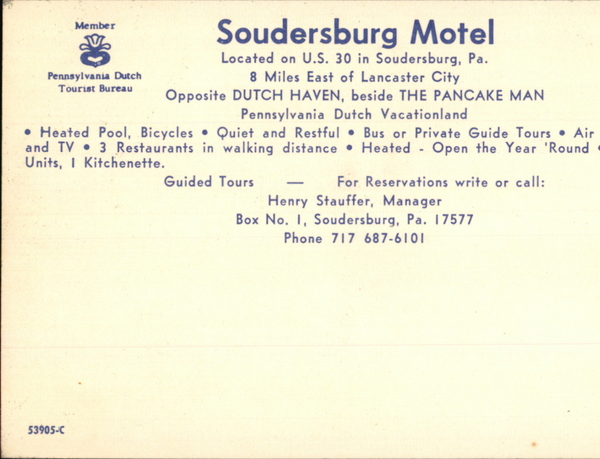 Member
Pennsylvania Dutch
Tourist Bureau
Soudersburg Motel
Located on U.S. 30 in Soudersburg, Pa.
8 Miles East of Lancaster City
Opposite DUTCH HAVEN, beside THE PANCAKE MAN
Pennsylvania Dutch Vacationland
• Heated Pool, Bicycles • Quiet and Restful • Bus or Private Guide Tours • Air
and TV • 3 Restaurants in walking distance • Heated - Open the Year 'Round •
Units, 1 Kitchenette.
Guided Tours — For Reservations write or call:
Henry Stauffer, Manager
Box No. 1, Soudersburg, Pa. 17577
Phone 717 687-6101
53905-C